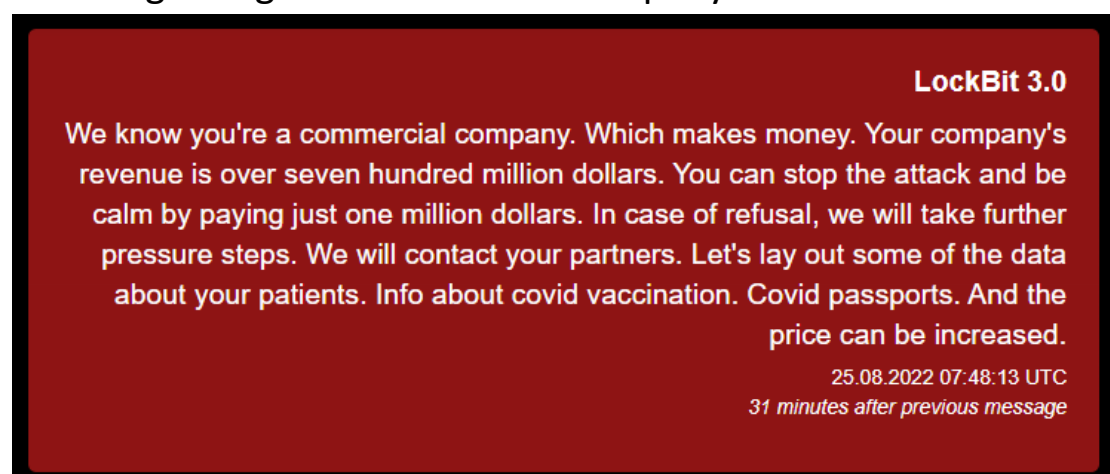 LockBit 3.0
We know you're a commercial company. Which makes money. Your company's
revenue is over seven hundred million dollars. You can stop the attack and be
calm by paying just one million dollars. In case of refusal, we will take further
pressure steps. We will contact your partners. Let's lay out some of the data
about your patients. Info about covid vaccination. Covid passports. And the
price can be increased.
25.08.2022 07:48:13 UTC
31 minutes after previous message